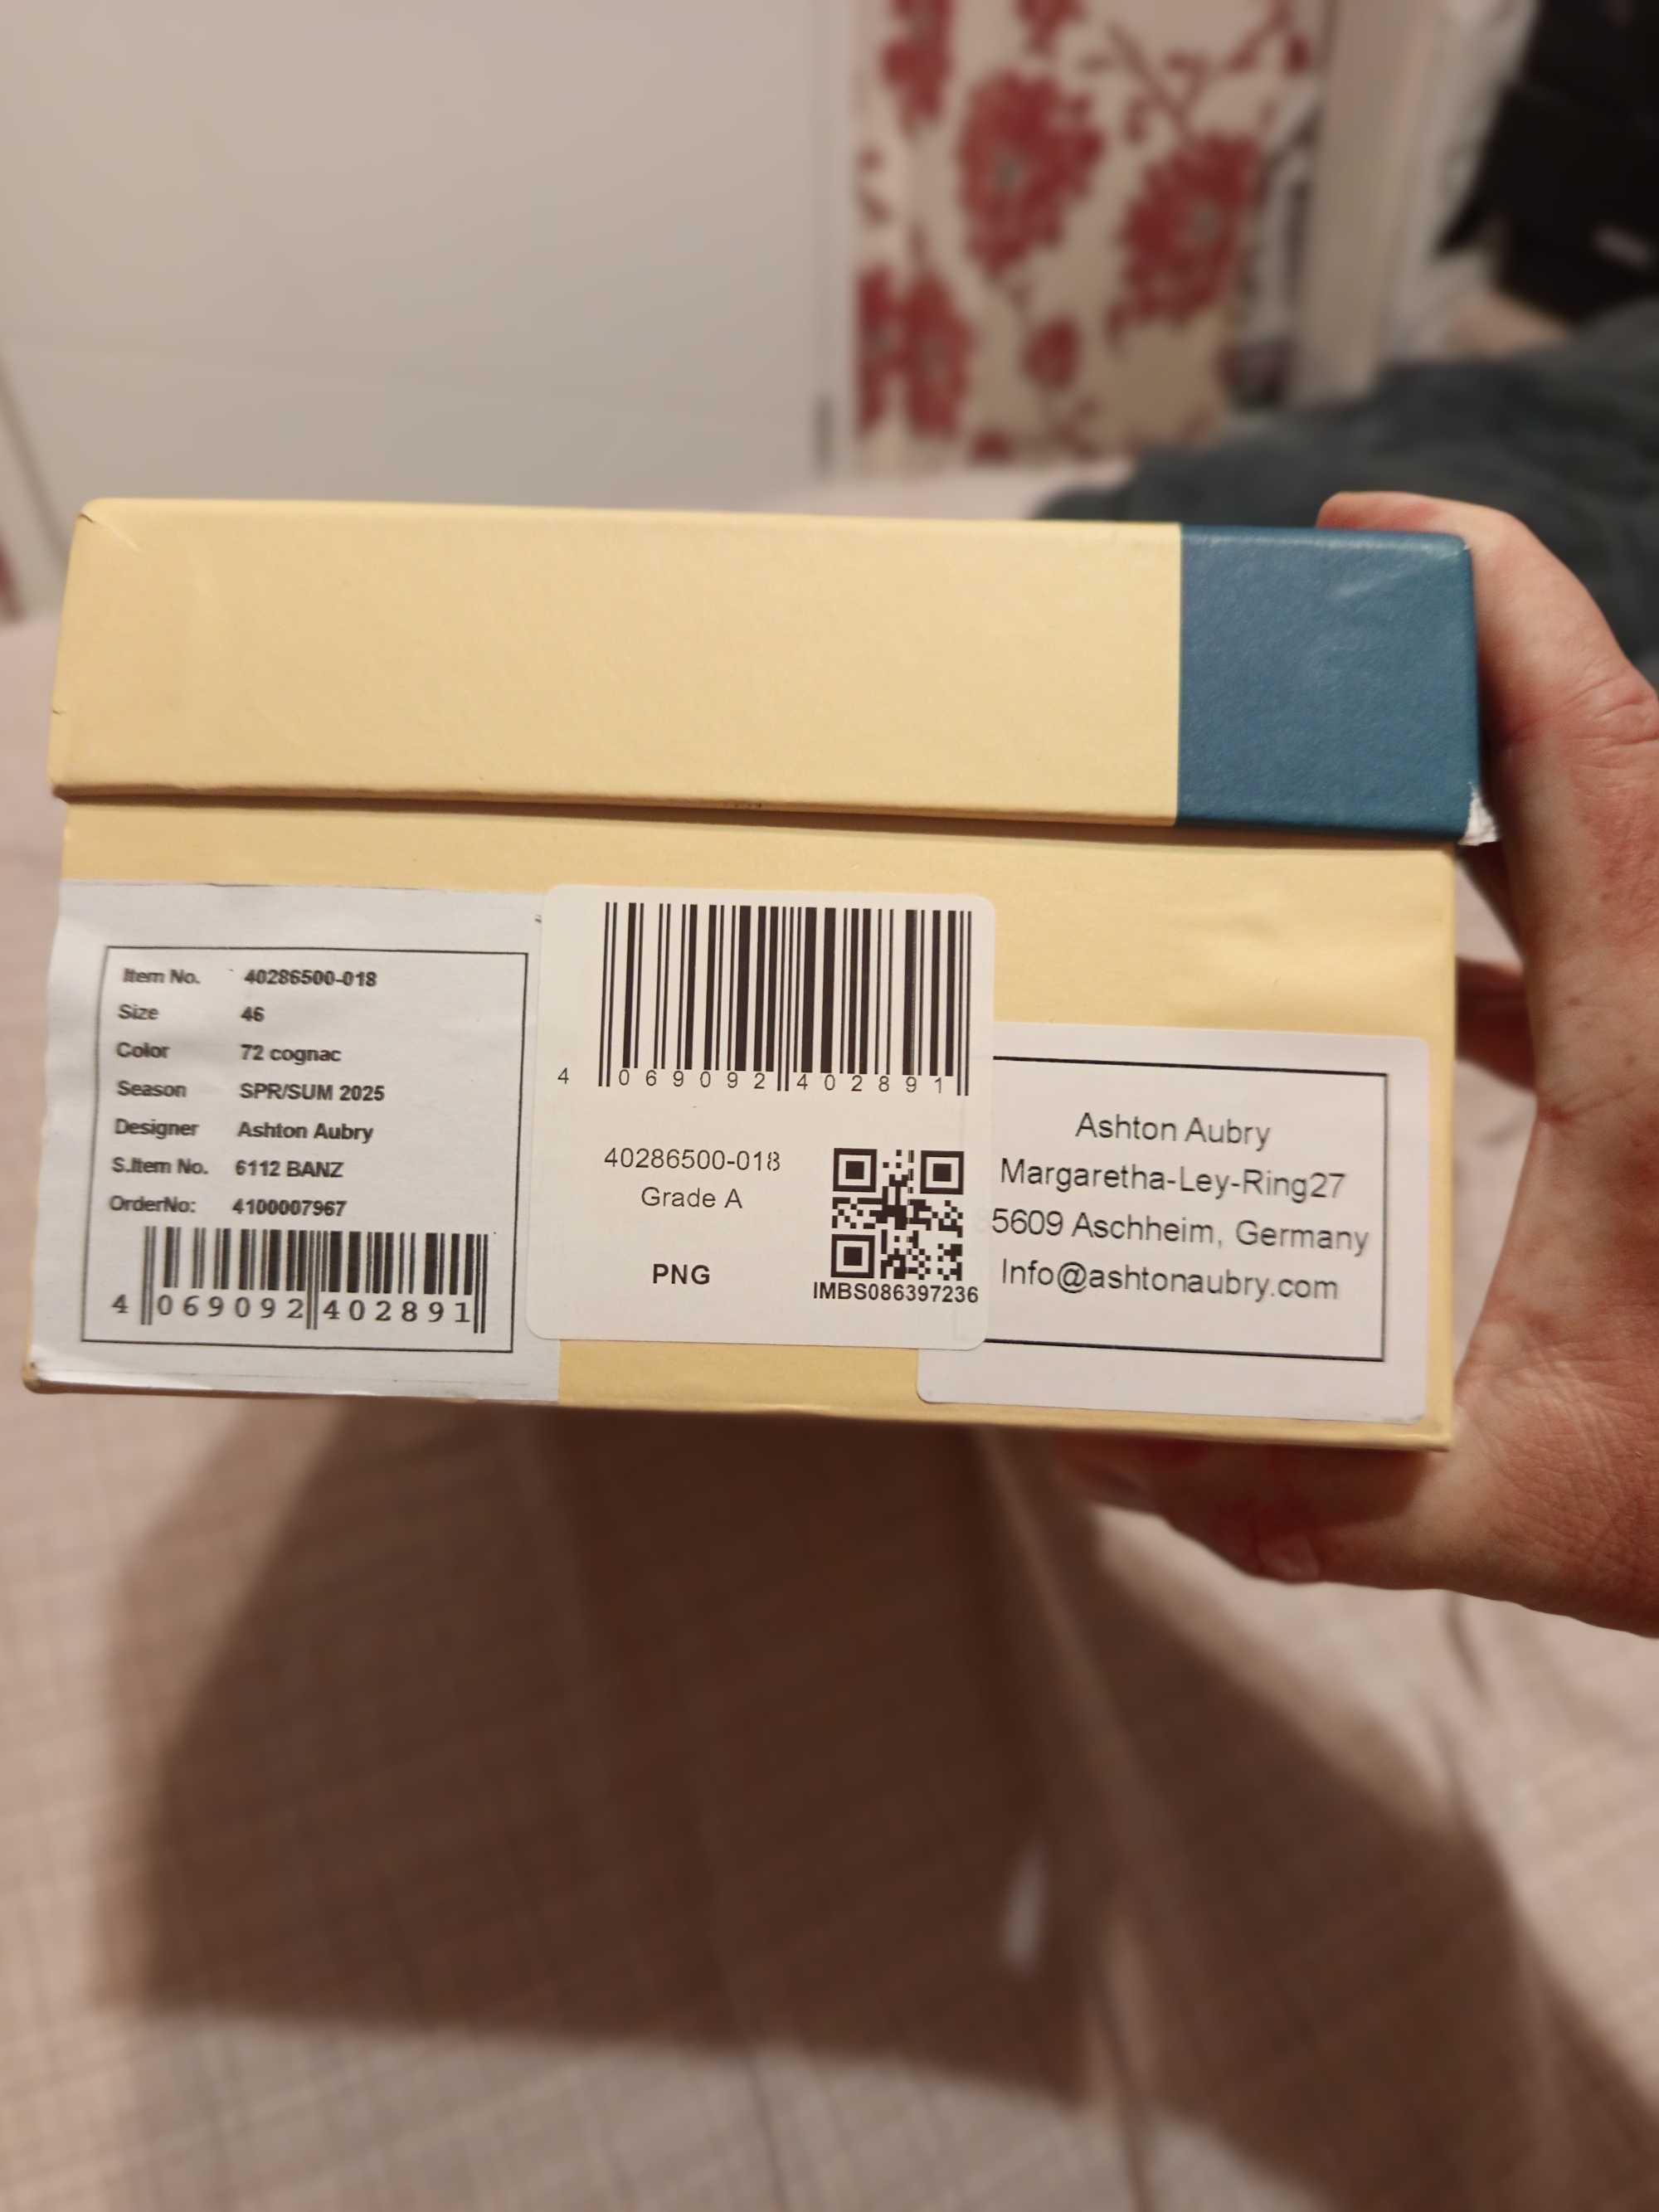 Item No. 40286500-018
Size 46
Color 72 cognac
Season SPR/SUM 2025
Designer Ashton Aubry
S.Item No. 6112 BANZ
OrderNo: 4100007967
4 069092 402891
4 069092 402891
40286500-018
Grade A
PNG
IMBS086397236
Ashton Aubry
Margaretha-Ley-Ring27
5609 Aschheim, Germany
Info@ashtonaubry.com